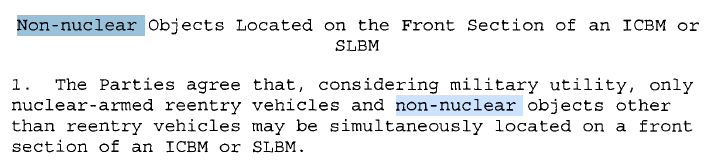 Non-nuclear Objects Located on the Front Section of an ICBM or
SLBM
1. The Parties agree that, considering military utility, only
nuclear-armed reentry vehicles and non-nuclear objects other
than reentry vehicles may be simultaneously located on a front
section of an ICBM or SLBM.